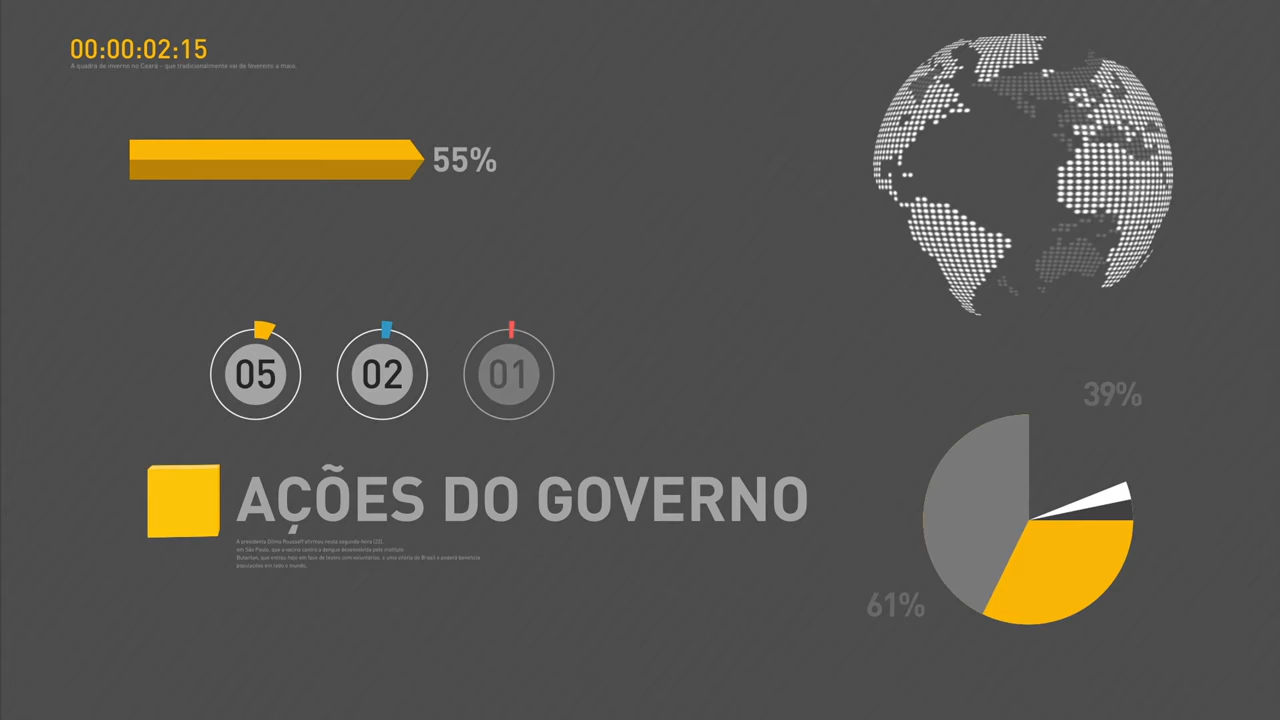 00:00:02:15
A quadra de inverno no Ceará – que tradicionalmente vai de fevereiro a maio.
55%
05 02 01
39%
AÇÕES DO GOVERNO
A presidenta Dilma Rousseff afirmou nesta segunda-feira (22),
em São Paulo, que a vacina contra a dengue desenvolvida pelo Instituto
Butantan, que entrou hoje em fase de testes com voluntários, é uma vitória do Brasil e poderá beneficiar
populações em todo o mundo.
61%